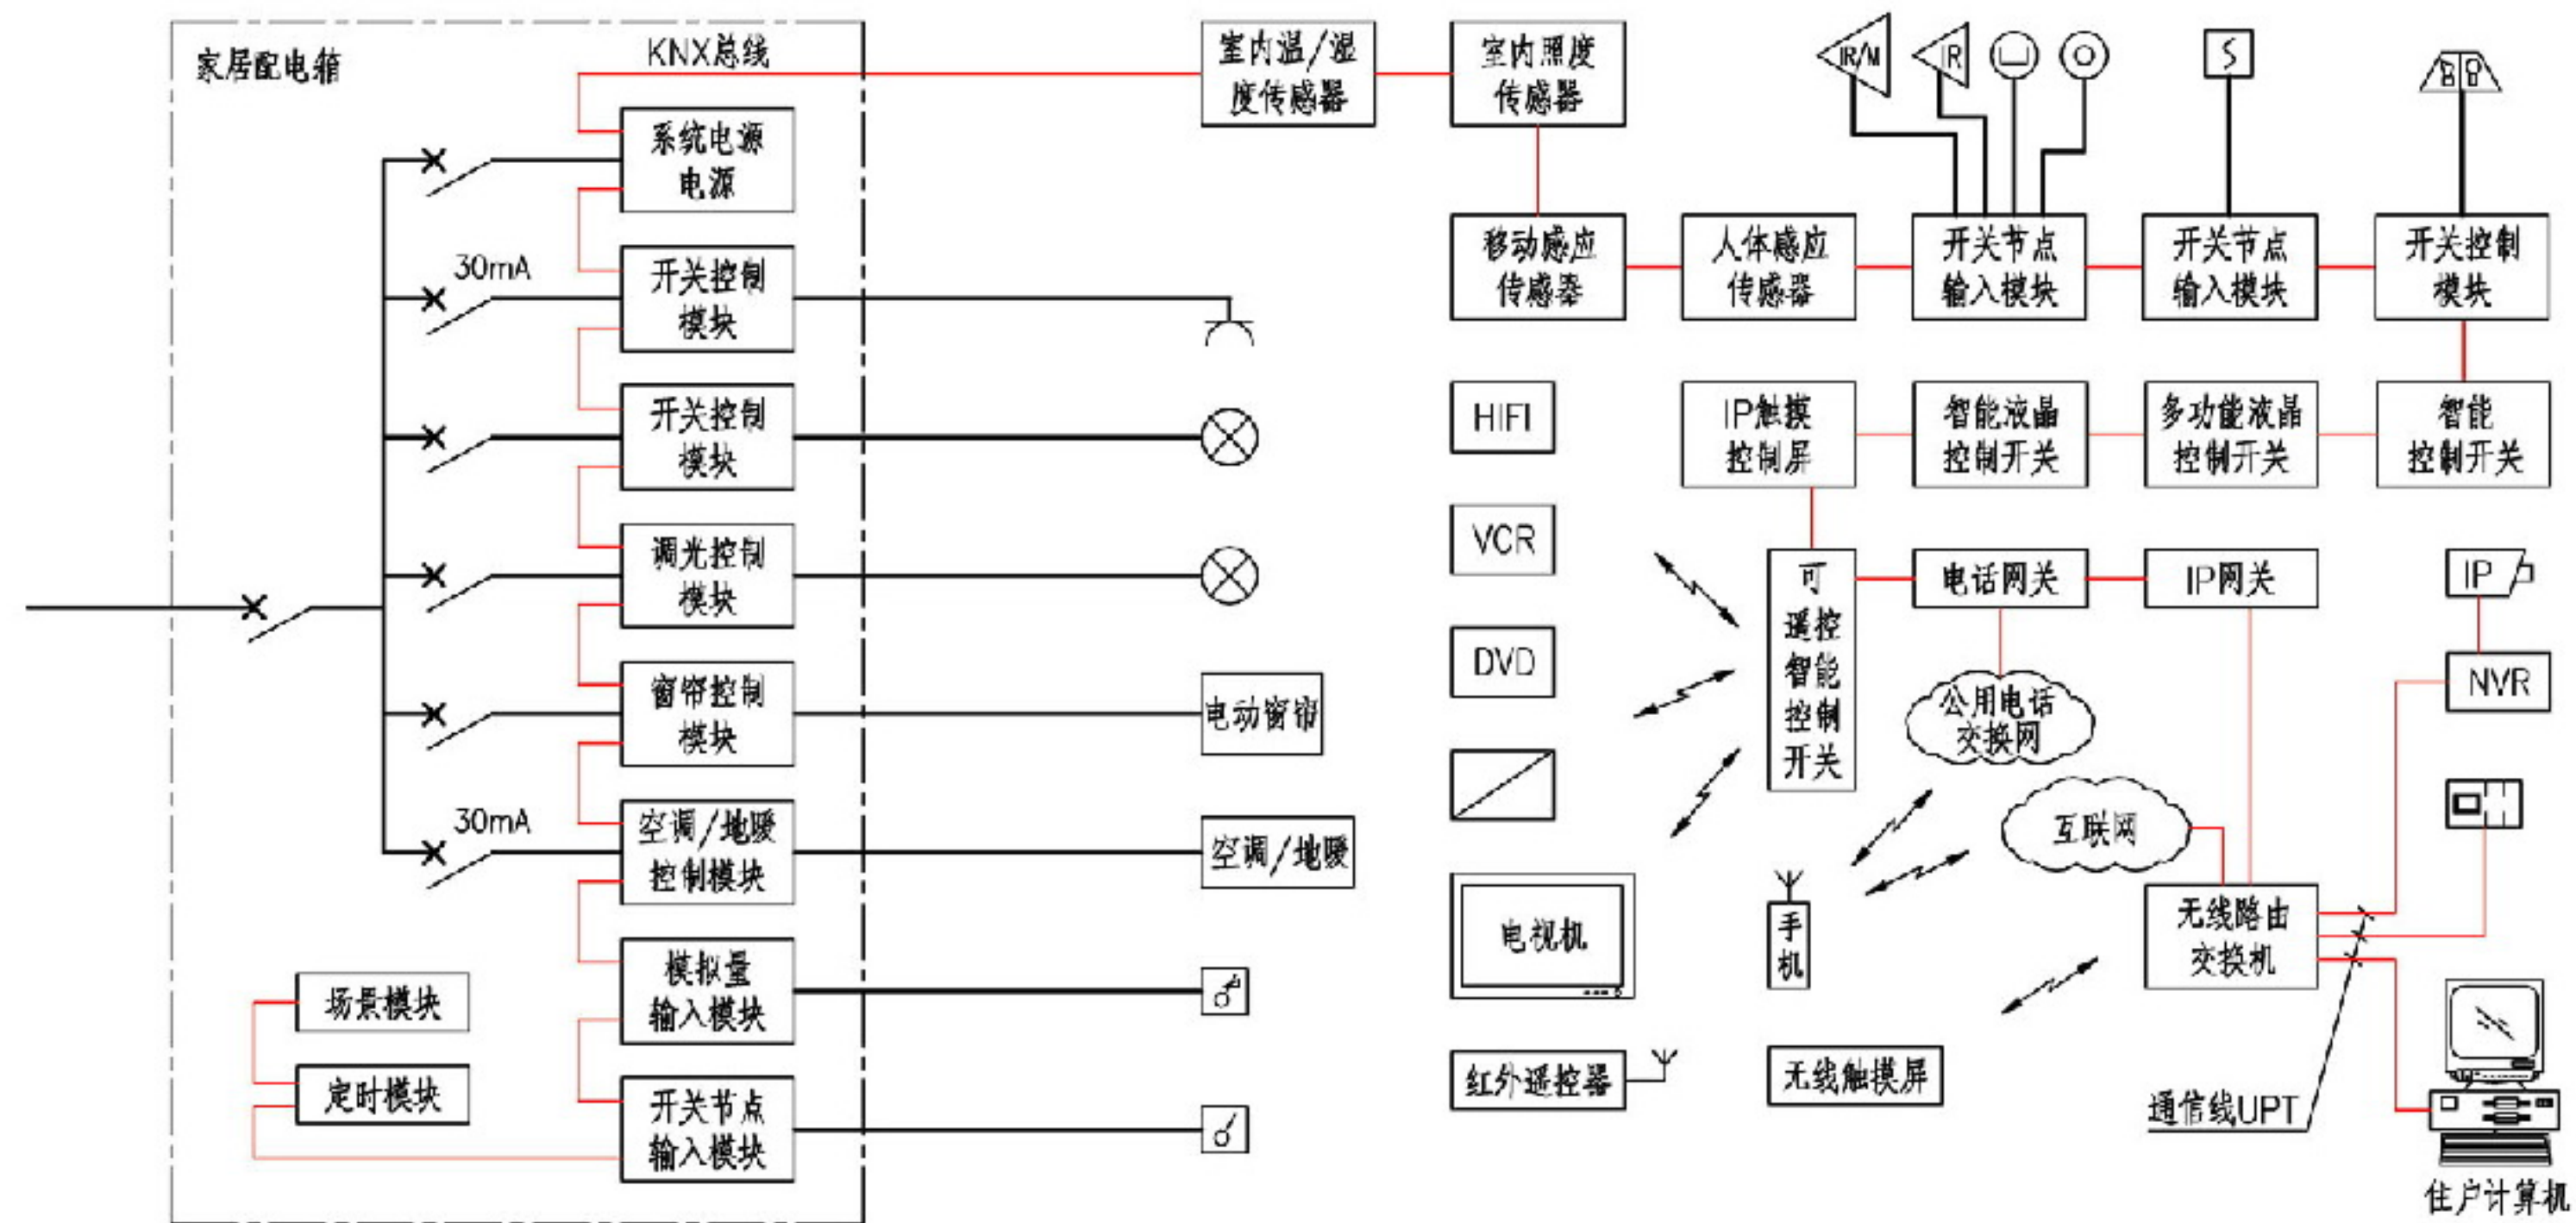 家居配电箱
KNX总线
系统电源
电源
30mA
开关控制
模块
开关控制
模块
调光控制
模块
窗帘控制
模块
30mA
空调/地暖
控制模块
模拟量
输入模块
开关节点
输入模块
场景模块
定时模块
电动窗帘
空调/地暖
室内温/湿
度传感器
室内照度
传感器
IR/M
IR
S
移动感应
传感器
人体感应
传感器
开关节点
输入模块
开关节点
输入模块
开关控制
模块
HIFI
VCR
DVD
电视机
红外遥控器
IP触摸
控制屏
智能液晶
控制开关
多功能液晶
控制开关
智能
控制开关
可
遥控
智能
控制
开关
电话网关
IP网关
IP
NVR
公用电话
交换网
互联网
无线路由
交换机
手
机
无线触摸屏
通信线UPT
住户计算机